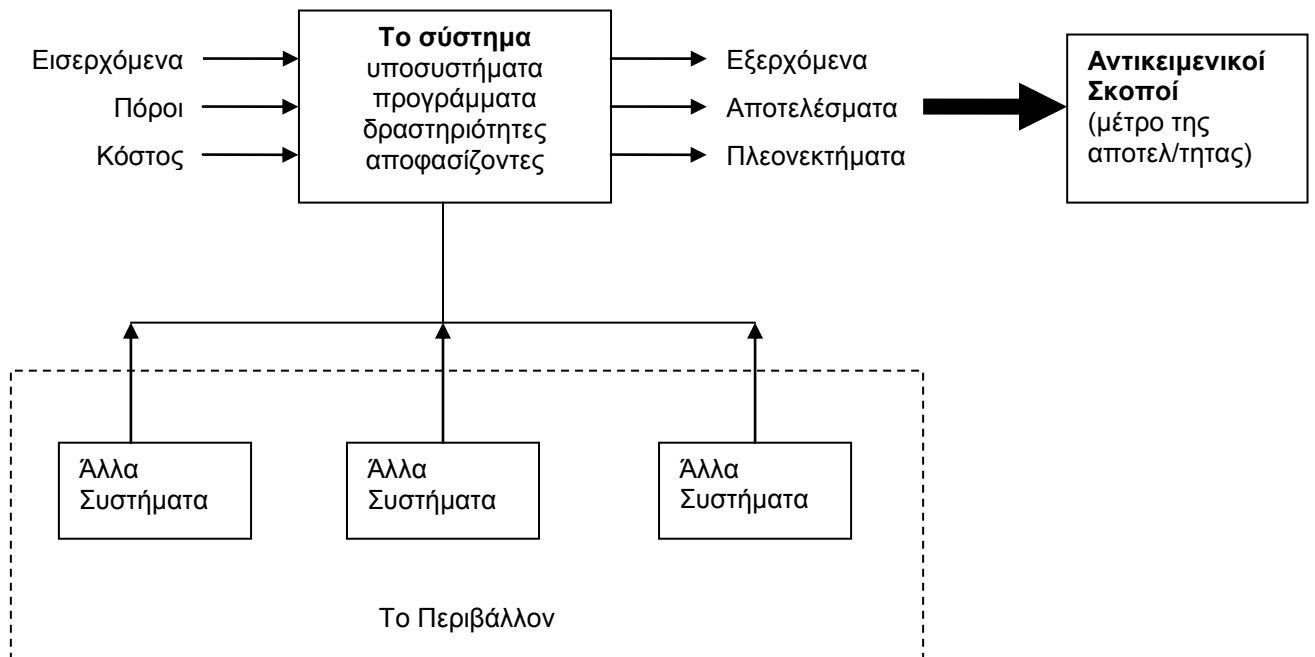 Εισερχόμενα
Πόροι
Κόστος
Το σύστημα
υποσυστήματα
προγράμματα
δραστηριότητες
αποφασίζοντες
Εξερχόμενα
Αποτελέσματα
Πλεονεκτήματα
Αντικειμενικοί
Σκοποί
(μέτρο της
αποτελ/τητας)
Άλλα
Συστήματα
Άλλα
Συστήματα
Άλλα
Συστήματα
Το Περιβάλλον